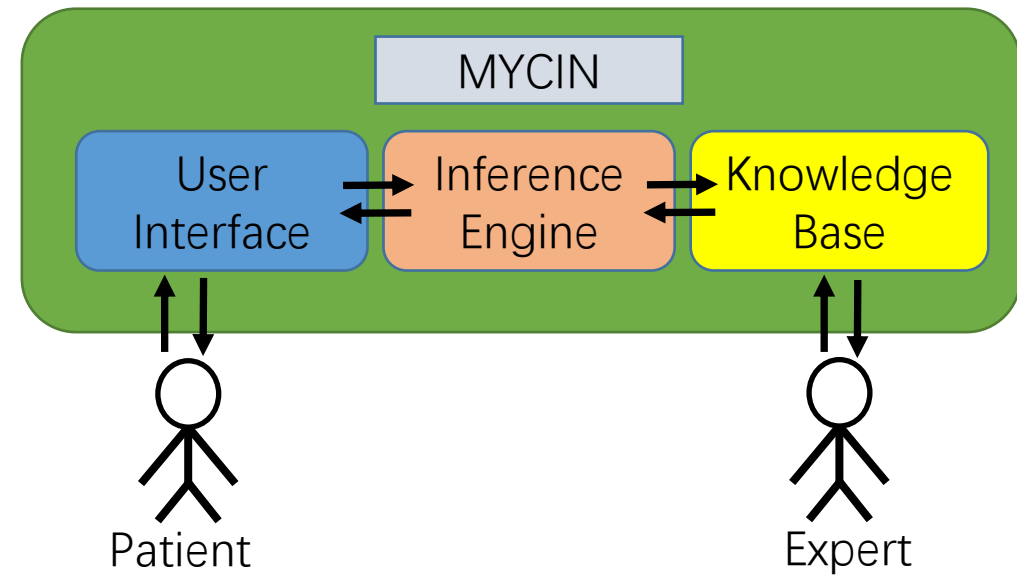 MYCIN
User
Interface
Inference
Engine
Knowledge
Base
Patient
Expert